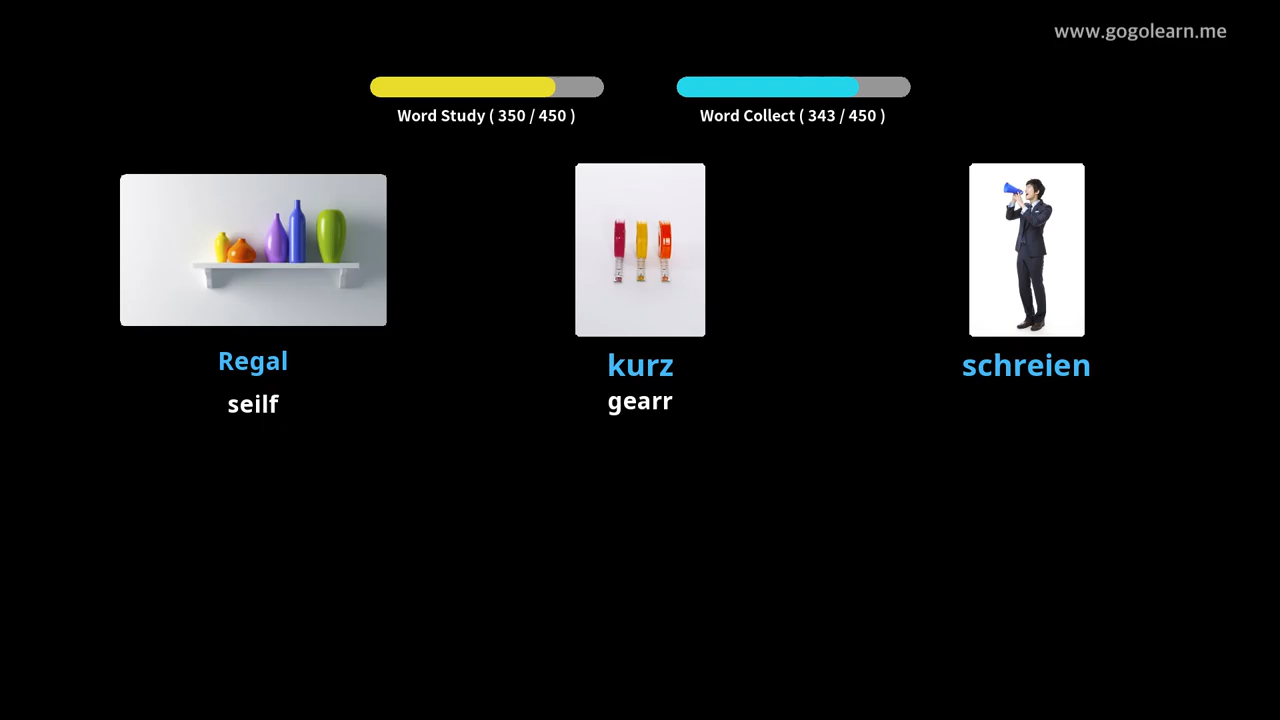 www.gogolearn.me
Word Study ( 350 / 450 )
Word Collect ( 343 / 450 )
Regal
seilf
kurz
gearr
schreien